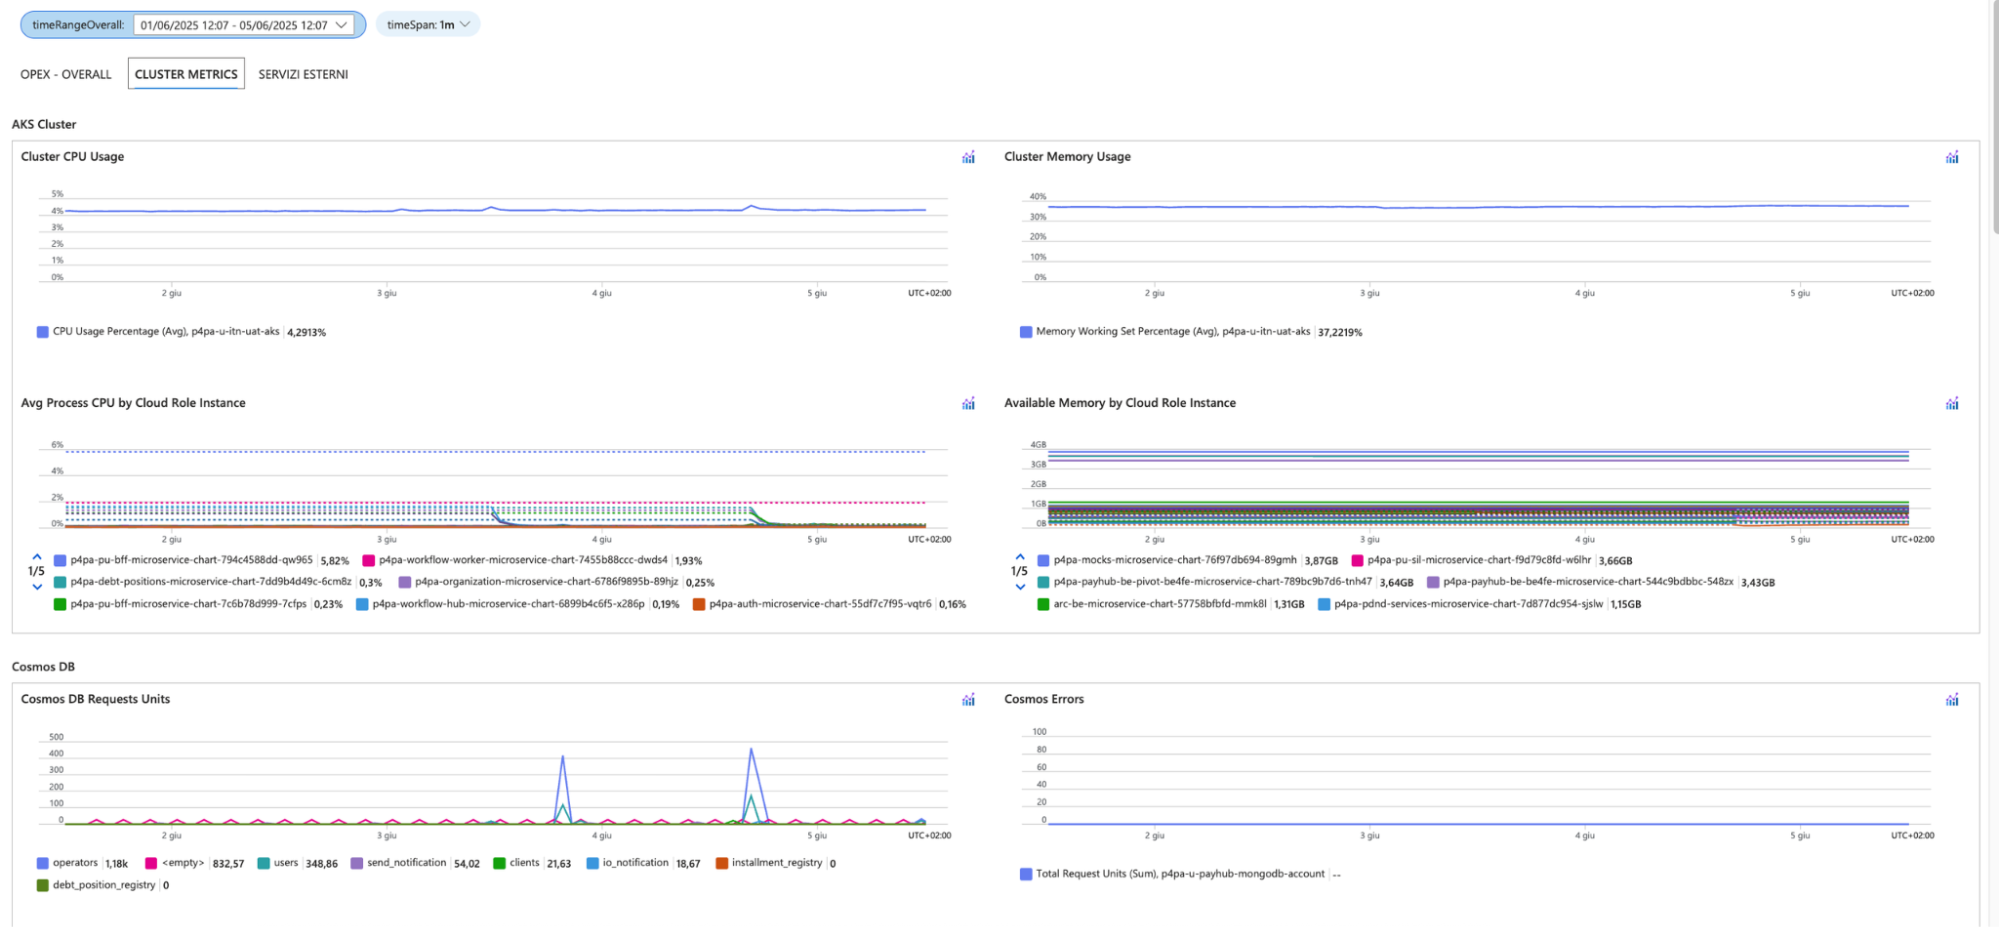 timeRangeOverall: 01/06/2025 12:07 - 05/06/2025 12:07 timeSpan: 1m
OPEX - OVERALL CLUSTER METRICS SERVIZI ESTERNI
AKS Cluster
Cluster CPU Usage
5%
4%
3%
2%
1%
0%
2 giu 3 giu 4 giu 5 giu UTC+02:00
CPU Usage Percentage (Avg), p4pa-u-itn-uat-aks 4,2913%
Cluster Memory Usage
40%
30%
20%
10%
0%
2 giu 3 giu 4 giu 5 giu UTC+02:00
Memory Working Set Percentage (Avg), p4pa-u-itn-uat-aks 37,2219%
Avg Process CPU by Cloud Role Instance
6%
4%
2%
0%
2 giu 3 giu 4 giu 5 giu UTC+02:00
1/5
p4pa-pu-bff-microservice-chart-794c4588dd-qw965 5,82% p4pa-workflow-worker-microservice-chart-7455b88ccc-dwds4 1,93%
p4pa-debt-positions-microservice-chart-7dd9b4d49c-6cm8z 0,3% p4pa-organization-microservice-chart-6786f9895b-89hjz 0,25%
p4pa-pu-bff-microservice-chart-7c6b78d999-7cfps 0,23% p4pa-workflow-hub-microservice-chart-6899b4c6f5-x286p 0,19% p4pa-auth-microservice-chart-55df7c7f95-vqtr6 0,16%
Available Memory by Cloud Role Instance
4GB
3GB
2GB
1GB
0B
2 giu 3 giu 4 giu 5 giu UTC+02:00
1/5
p4pa-mocks-microservice-chart-76f97db694-89gmh 3,87GB p4pa-pu-sil-microservice-chart-f9d79c8fd-w6lhr 3,66GB
p4pa-payhub-be-pivot-be4fe-microservice-chart-789bc9b7d6-tnh47 3,64GB p4pa-payhub-be-be4fe-microservice-chart-544c9bdbbc-548zx 3,43GB
arc-be-microservice-chart-57758bfbfd-mmk8l 1,31GB p4pa-pdnd-services-microservice-chart-7d877dc954-sjslw 1,15GB
Cosmos DB
Cosmos DB Requests Units
500
400
300
200
100
0
2 giu 3 giu 4 giu 5 giu UTC+02:00
operators 1,18k <empty> 832,57 users 348,86 send_notification 54,02 clients 21,63 io_notification 18,67 installment_registry 0
debt_position_registry 0
Cosmos Errors
100
80
60
40
20
0
2 giu 3 giu 4 giu 5 giu UTC+02:00
Total Request Units (Sum), p4pa-u-payhub-mongodb-account --